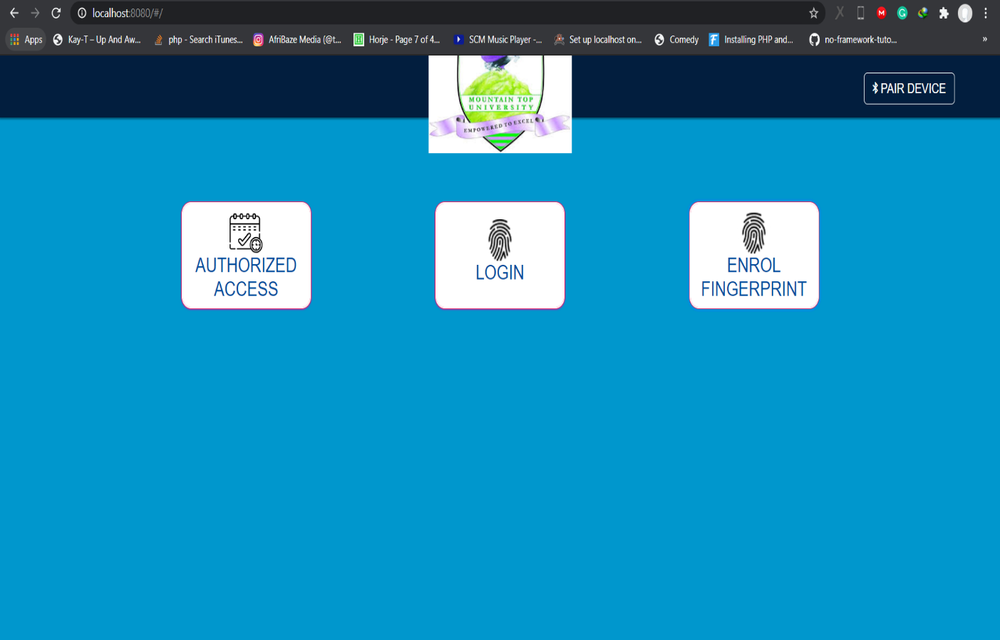 localhost:8080/#/
Apps Kay-T – Up And Aw... php - Search iTunes... AfriBaze Media (@t... Horje - Page 7 of 4... SCM Music Player -... Set up localhost on... Comedy Installing PHP and... no-framework-tuto... »
PAIR DEVICE
MOUNTAIN TOP
UNIVERSITY
EMPOWERED TO EXCEL
AUTHORIZED
ACCESS
LOGIN
ENROL
FINGERPRINT